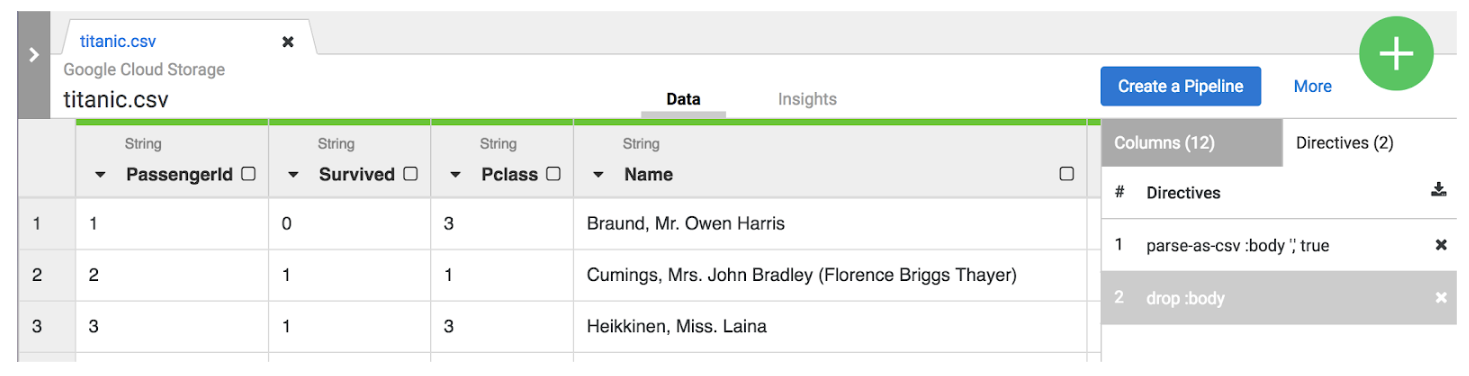 titanic.csv
Google Cloud Storage
titanic.csv
Data Insights
Create a Pipeline More
String String String String
PassengerId Survived Pclass Name
1 1 0 3 Braund, Mr. Owen Harris
2 2 1 1 Cumings, Mrs. John Bradley (Florence Briggs Thayer)
3 3 1 3 Heikkinen, Miss. Laina
Columns (12) Directives (2)
# Directives
1 parse-as-csv :body ',' true
2 drop :body